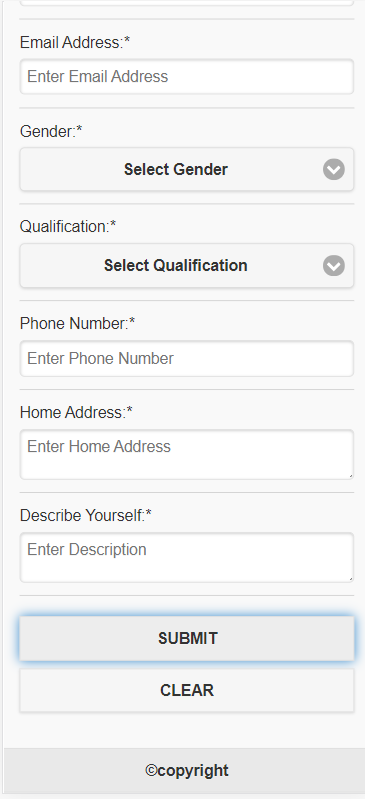 Email Address:*
Enter Email Address
Gender:*
Select Gender
Qualification:*
Select Qualification
Phone Number:*
Enter Phone Number
Home Address:*
Enter Home Address
Describe Yourself:*
Enter Description
SUBMIT
CLEAR
©copyright